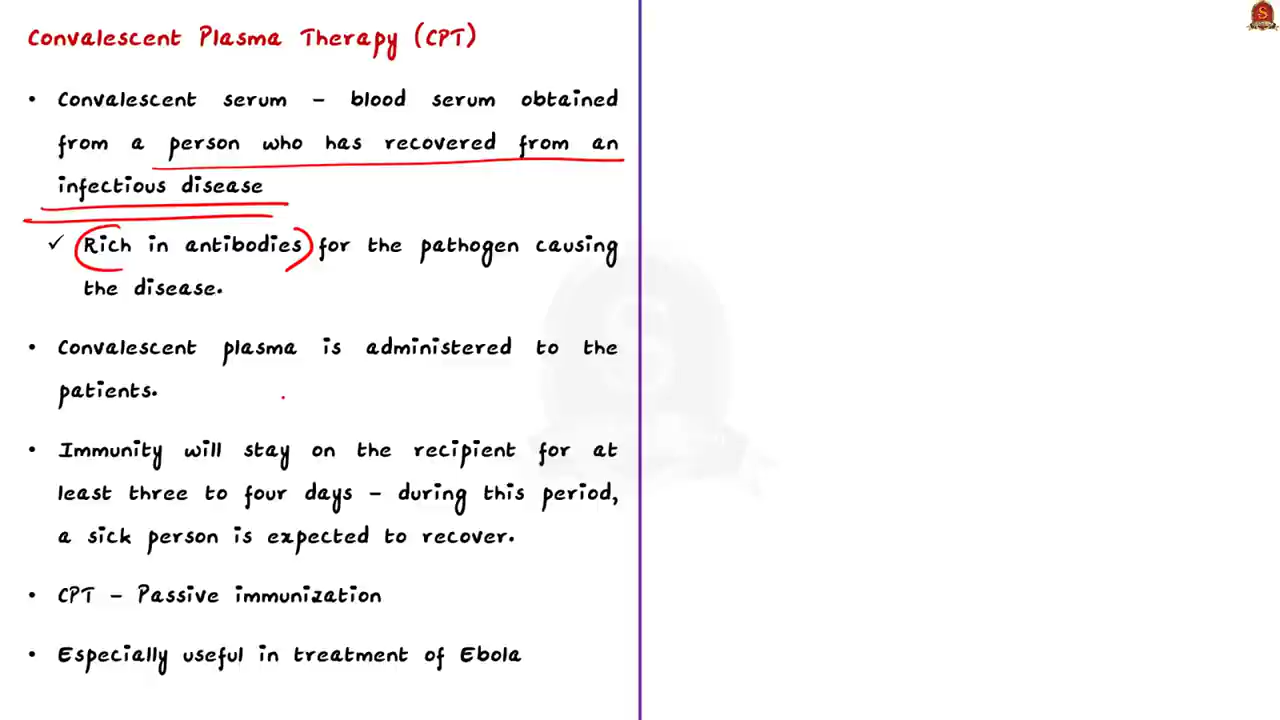 Convalescent Plasma Therapy (CPT)
• Convalescent serum – blood serum obtained
from a person who has recovered from an
infectious disease
✓ Rich in antibodies for the pathogen causing
the disease.
• Convalescent plasma is administered to the
patients.
• Immunity will stay on the recipient for at
least three to four days – during this period,
a sick person is expected to recover.
• CPT – Passive immunization
• Especially useful in treatment of Ebola
S